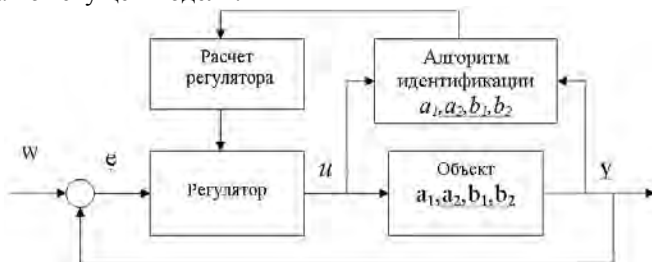 Расчет
регулятора
Алгоритм
идентификации
a₁,a₂,b₁,b₂
w
e
Регулятор
u
Объект
a₁,a₂,b₁,b₂
y